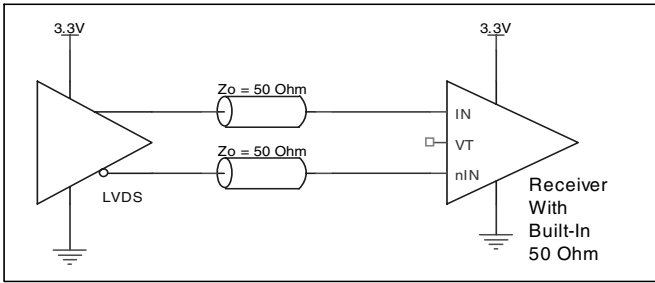 3.3V
3.3V
Zo = 50 Ohm
IN
VT
Zo = 50 Ohm
nIN
LVDS
Receiver
With
Built-In
50 Ohm